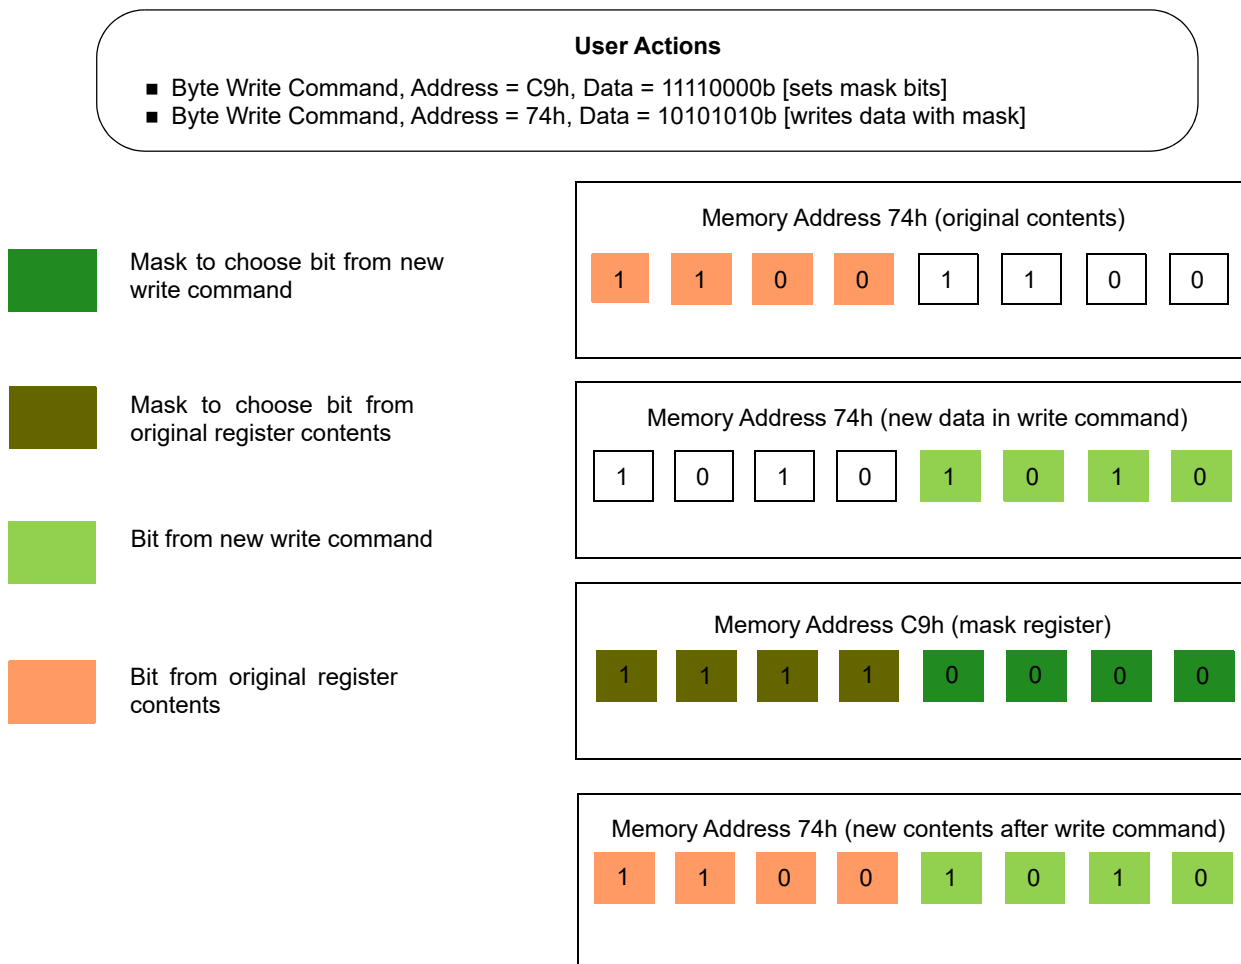 User Actions
■ Byte Write Command, Address = C9h, Data = 11110000b [sets mask bits]
■ Byte Write Command, Address = 74h, Data = 10101010b [writes data with mask]
Mask to choose bit from new
write command
Mask to choose bit from
original register contents
Bit from new write command
Bit from original register
contents
Memory Address 74h (original contents)
1 1 0 0 1 1 0 0
Memory Address 74h (new data in write command)
1 0 1 0 1 0 1 0
Memory Address C9h (mask register)
1 1 1 1 0 0 0 0
Memory Address 74h (new contents after write command)
1 1 0 0 1 0 1 0